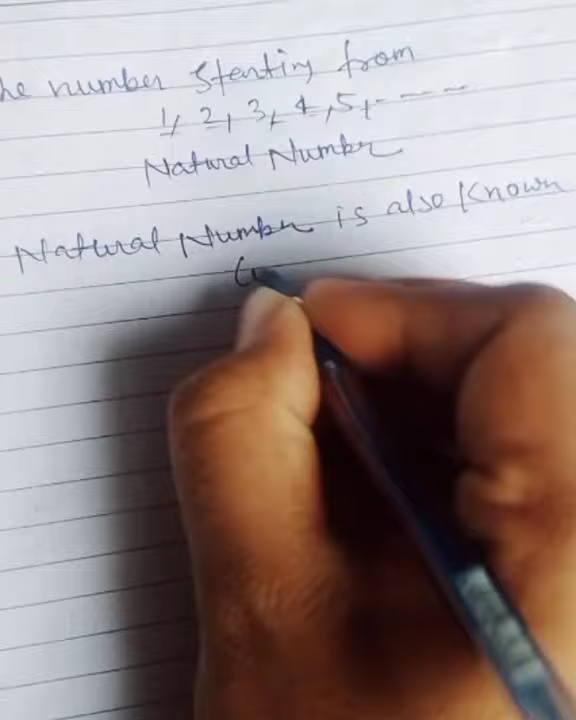 he number Starting from
1, 2, 3, 4, 5, - - - -
Natural Number
Natural Number is also Known